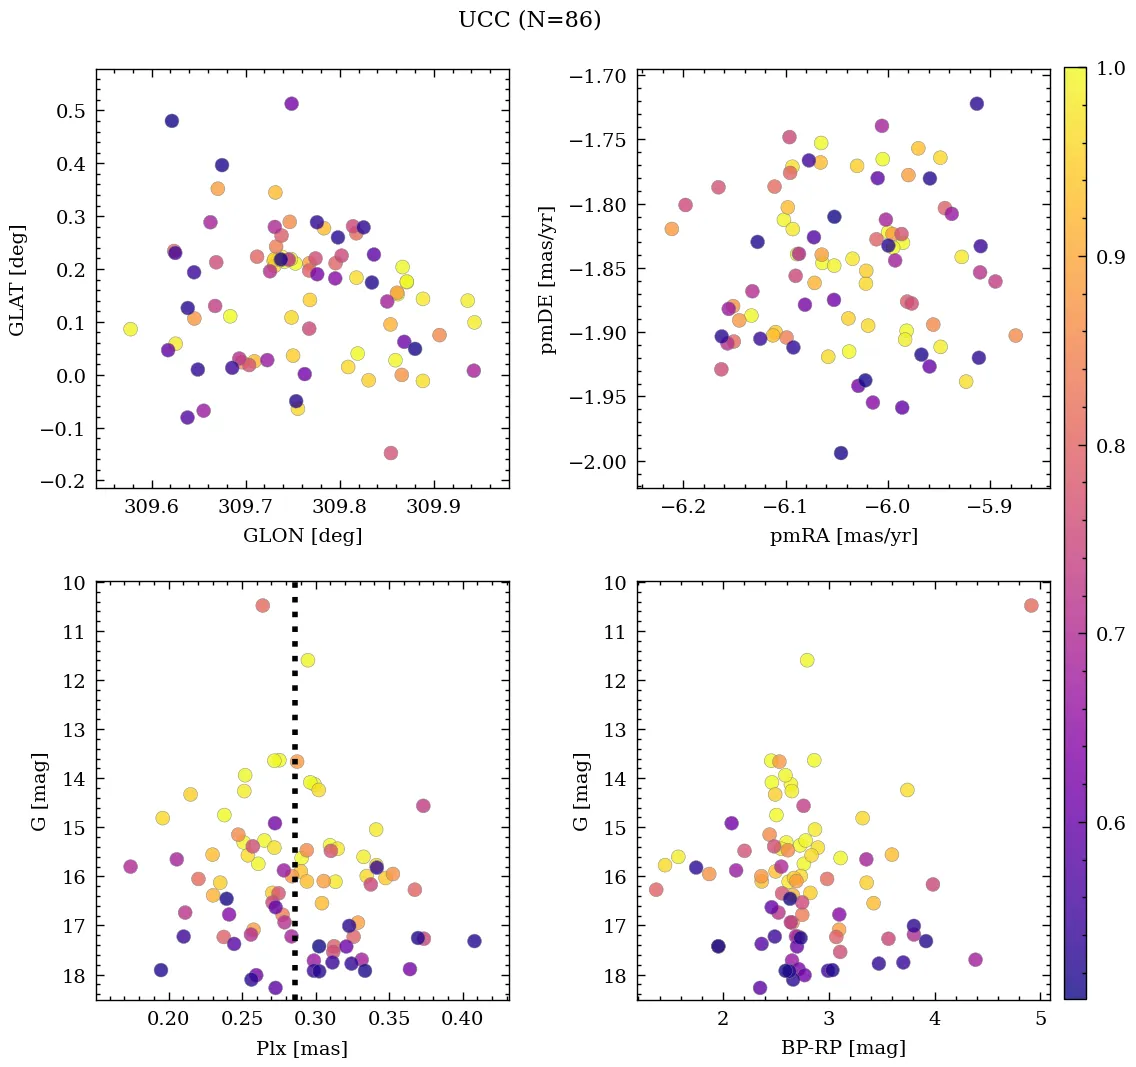 UCC (N=86)
0.5
0.4
0.3
0.2
0.1
0.0
−0.1
−0.2
GLAT [deg]
309.6 309.7 309.8 309.9
GLON [deg]
−1.70
−1.75
−1.80
−1.85
−1.90
−1.95
−2.00
pmDE [mas/yr]
−6.2 −6.1 −6.0 −5.9
pmRA [mas/yr]
10
11
12
13
14
15
16
17
18
G [mag]
0.20 0.25 0.30 0.35 0.40
Plx [mas]
10
11
12
13
14
15
16
17
18
G [mag]
2 3 4 5
BP-RP [mag]
1.0
0.9
0.8
0.7
0.6